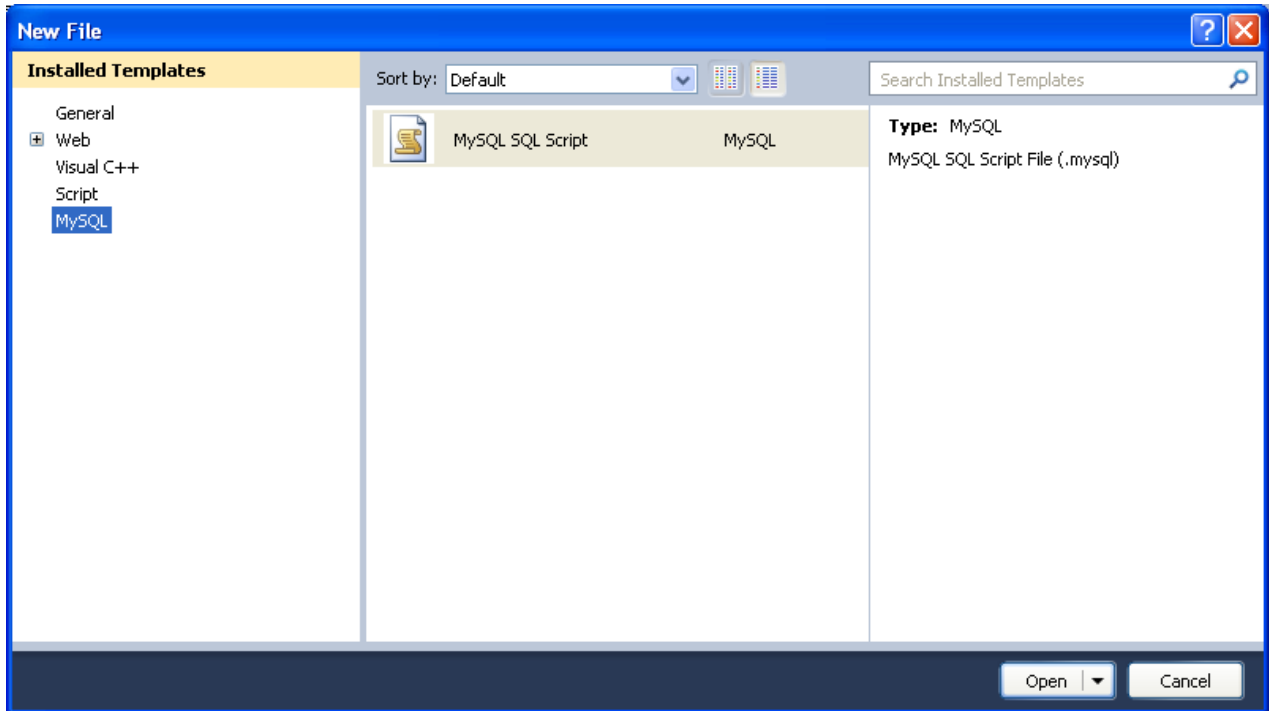 New File
Installed Templates
General
Web
Visual C++
Script
MySQL
Sort by: Default
MySQL SQL Script MySQL
Search Installed Templates
Type: MySQL
MySQL SQL Script File (.mysql)
Open
Cancel